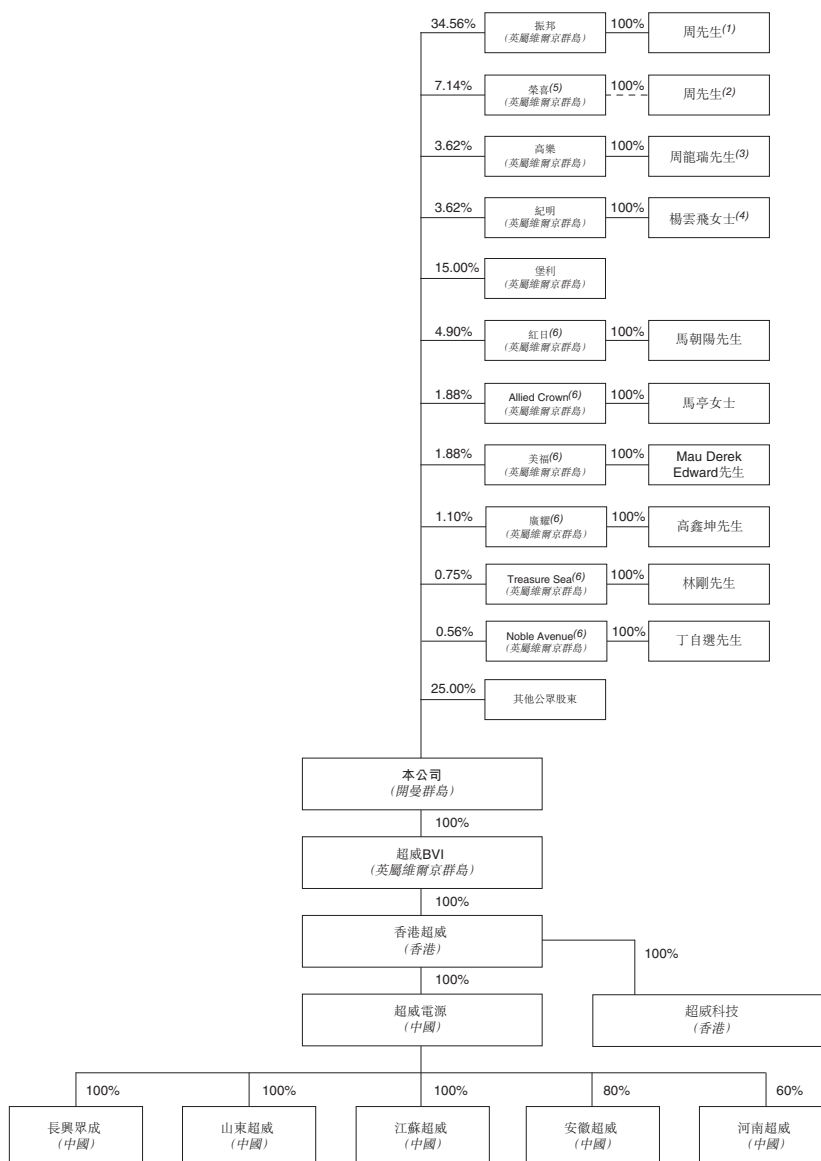 34.56% 振邦 100% 周先生(1)
(英屬維爾京群島)
7.14% 榮喜(5) 100% 周先生(2)
(英屬維爾京群島)
3.62% 高樂 100% 周龍瑞先生(3)
(英屬維爾京群島)
3.62% 紀明 100% 楊雲飛女士(4)
(英屬維爾京群島)
15.00% 堡利
(英屬維爾京群島)
4.90% 紅日(6) 100% 馬朝陽先生
(英屬維爾京群島)
1.88% Allied Crown(6) 100% 馬亭女士
(英屬維爾京群島)
1.88% 美福(6) 100% Mau Derek
(英屬維爾京群島) Edward先生
1.10% 廣耀(6) 100% 高鑫坤先生
(英屬維爾京群島)
0.75% Treasure Sea(6) 100% 林剛先生
(英屬維爾京群島)
0.56% Noble Avenue(6) 100% 丁自選先生
(英屬維爾京群島)
25.00% 其他公眾股東
本公司
(開曼群島)
100%
超威BVI
(英屬維爾京群島)
100%
香港超威
(香港)
100%
100%
超威電源
(中國)
超威科技
(香港)
100% 100% 100% 80% 60%
長興眾成 山東超威 江蘇超威 安徽超威 河南超威
(中國) (中國) (中國) (中國) (中國)